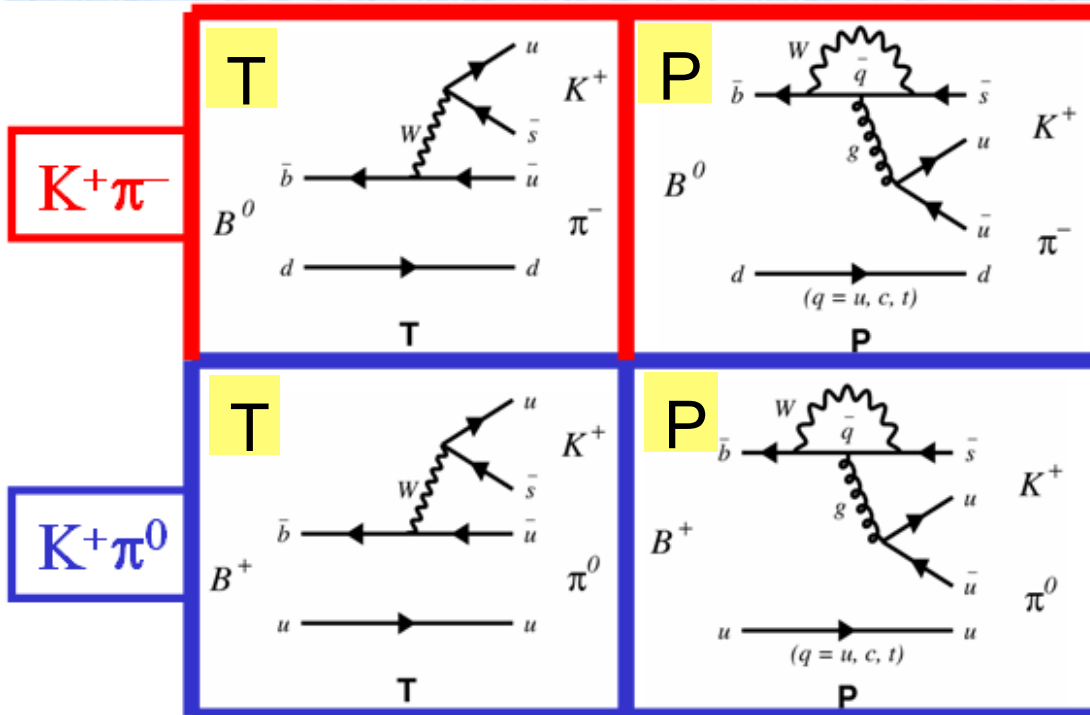 K⁺π⁻
T
u
K⁺
W
s̄
b̄
ū
B⁰
π⁻
d
d
T
P
W
q̄
b̄
s̄
K⁺
u
g
B⁰
ū
π⁻
d
d
(q = u, c, t)
P
K⁺π⁰
T
u
K⁺
W
s̄
b̄
ū
B⁺
π⁰
u
u
T
P
W
q̄
b̄
s̄
K⁺
u
g
B⁺
ū
π⁰
u
u
(q = u, c, t)
P